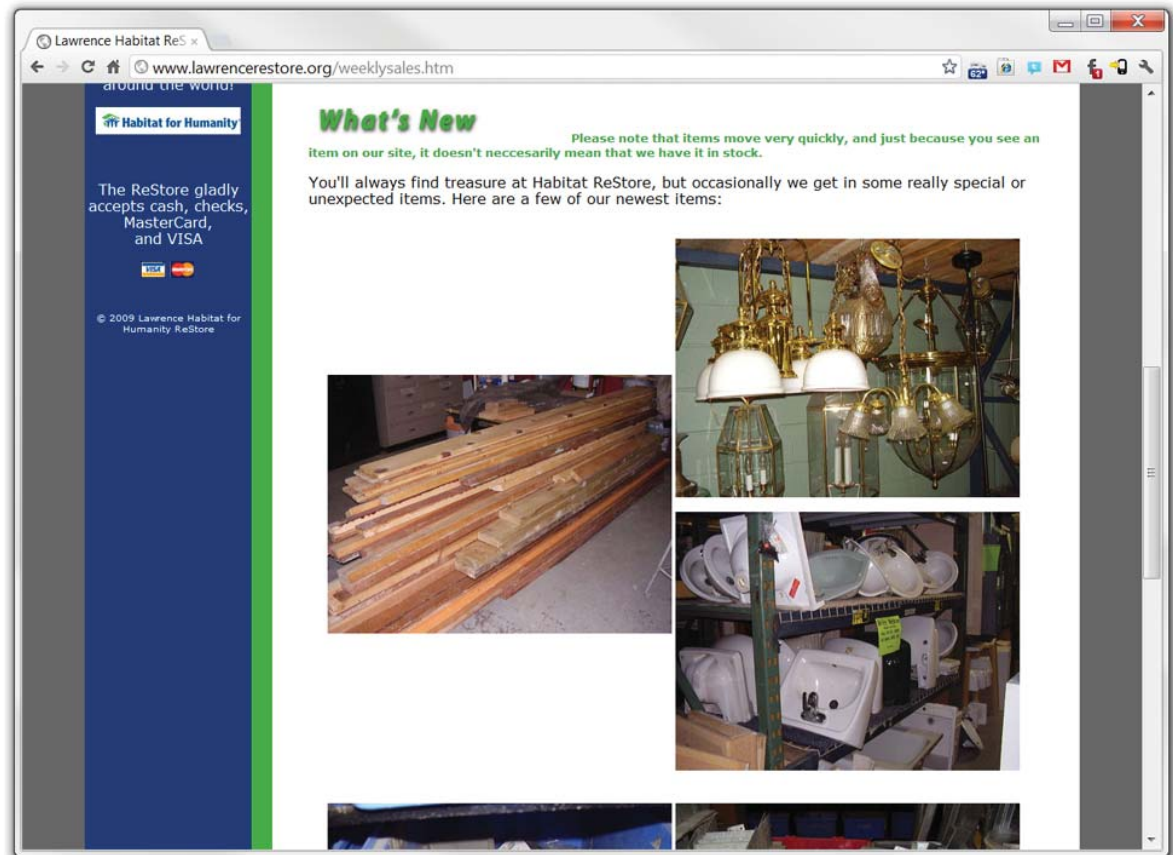 Lawrence Habitat ReS
www.lawrencerestore.org/weeklysales.htm
62°
1
around the world!
Habitat for Humanity
The ReStore gladly
accepts cash, checks,
MasterCard,
and VISA
VISA
MasterCard
© 2009 Lawrence Habitat for
Humanity ReStore
What's New
Please note that items move very quickly, and just because you see an
item on our site, it doesn't neccesarily mean that we have it in stock.
You'll always find treasure at Habitat ReStore, but occasionally we get in some really special or
unexpected items. Here are a few of our newest items: